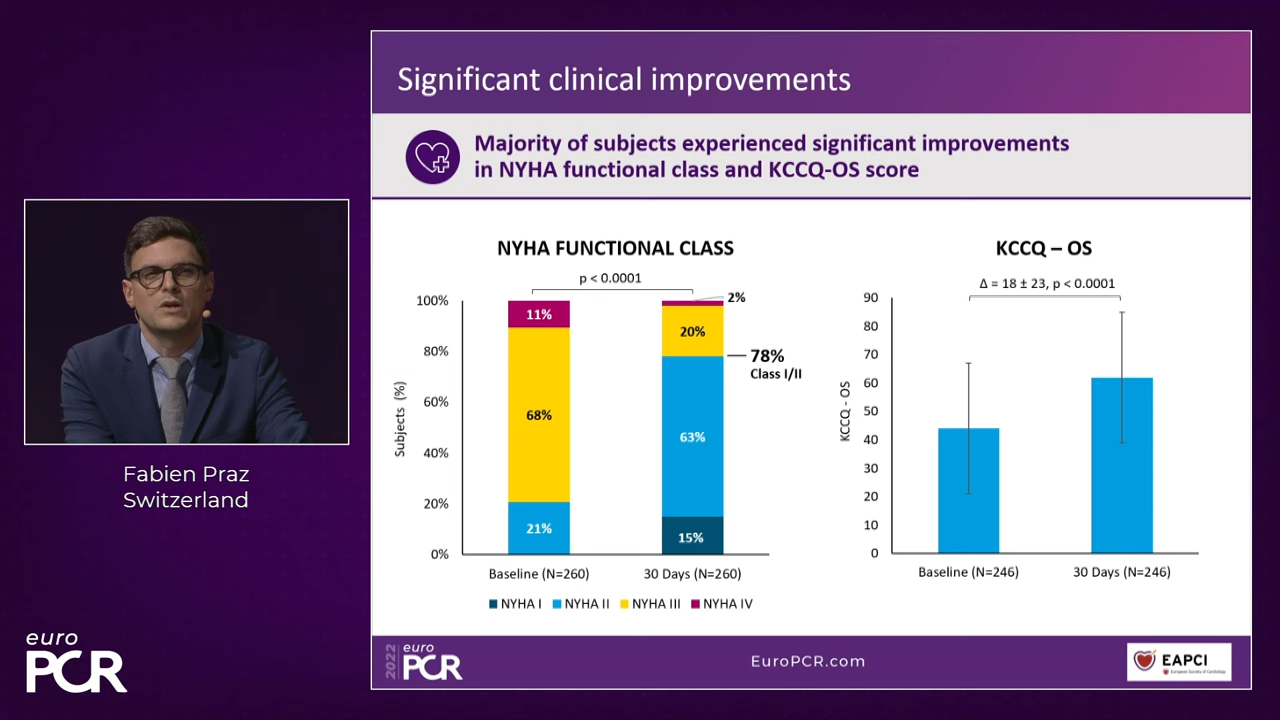 Significant clinical improvements
Majority of subjects experienced significant improvements
in NYHA functional class and KCCQ-OS score
NYHA FUNCTIONAL CLASS
p < 0.0001
100%
80%
60%
40%
20%
0%
Subjects (%)
11%
68%
21%
2%
20%
63%
15%
78%
Class I/II
Baseline (N=260)
30 Days (N=260)
NYHA I
NYHA II
NYHA III
NYHA IV
KCCQ – OS
Δ = 18 ± 23, p < 0.0001
90
80
70
60
50
40
30
20
10
0
KCCQ - OS
Baseline (N=246)
30 Days (N=246)
Fabien Praz
Switzerland
euro
PCR
2022
euro
PCR
EuroPCR.com
EAPCI
European Society of Cardiology